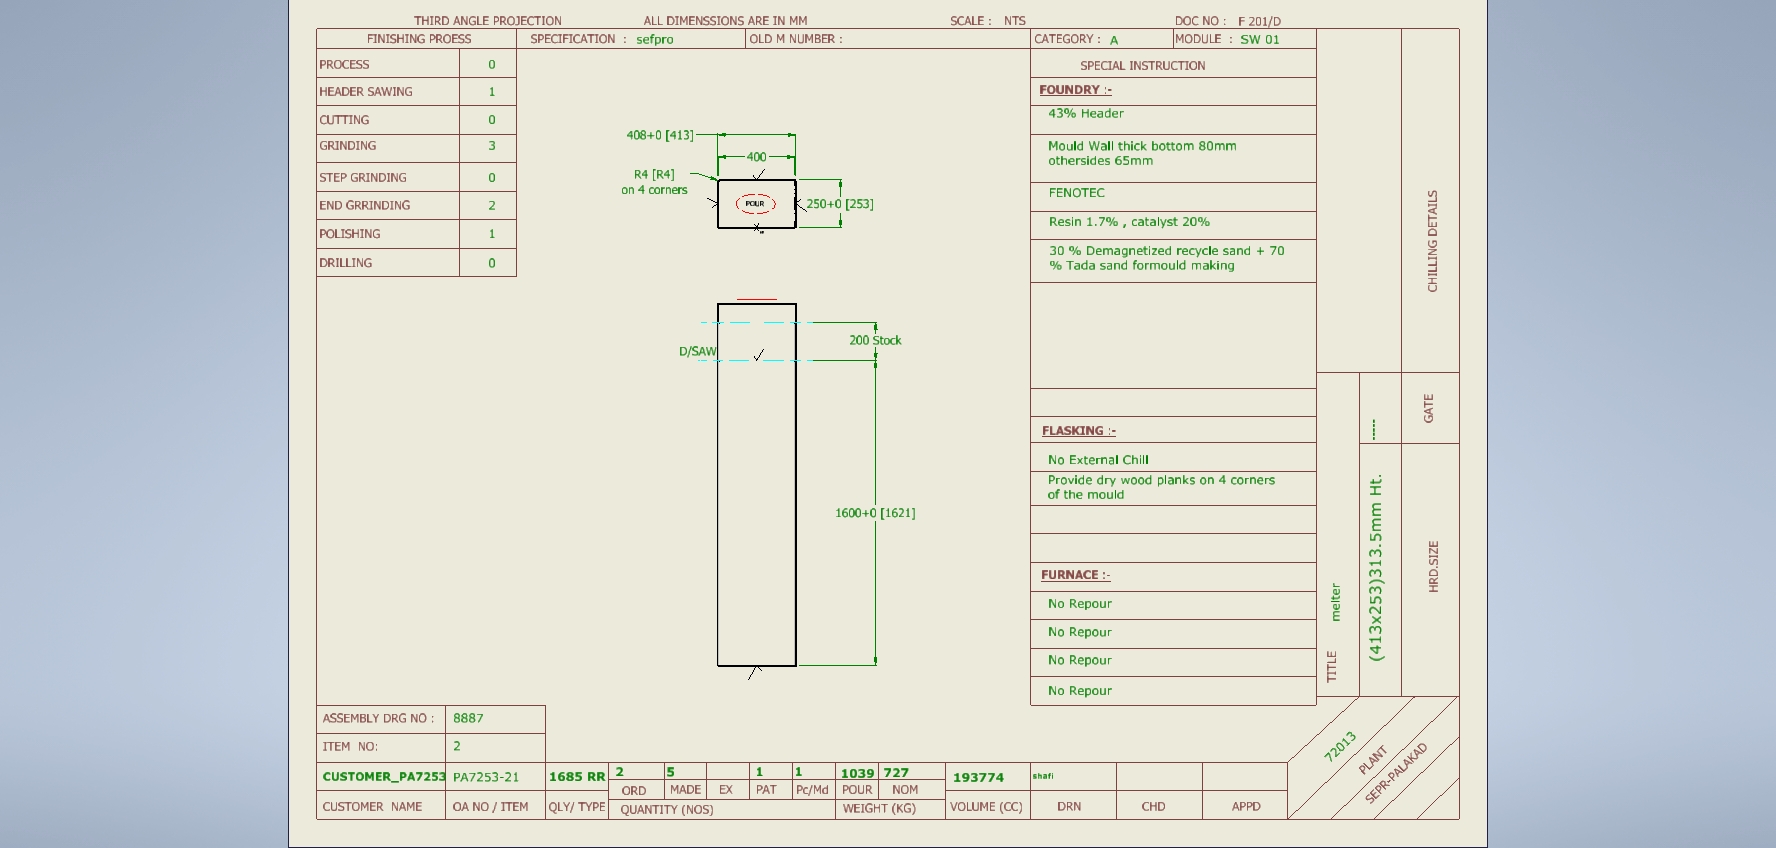 THIRD ANGLE PROJECTION ALL DIMENSSIONS ARE IN MM SCALE : NTS DOC NO : F 201/D
FINISHING PROESS SPECIFICATION : sefpro OLD M NUMBER : CATEGORY : A MODULE : SW 01
PROCESS 0
HEADER SAWING 1
CUTTING 0
GRINDING 3
STEP GRINDING 0
END GRRINDING 2
POLISHING 1
DRILLING 0
408+0 [413]
400
R4 [R4]
on 4 corners
POUR
250+0 [253]
200 Stock
D/SAW
1600+0 [1621]
SPECIAL INSTRUCTION
FOUNDRY :-
43% Header
Mould Wall thick bottom 80mm
othersides 65mm
FENOTEC
Resin 1.7% , catalyst 20%
30 % Demagnetized recycle sand + 70
% Tada sand formould making
FLASKING :-
No External Chill
Provide dry wood planks on 4 corners
of the mould
FURNACE :-
No Repour
No Repour
No Repour
No Repour
CHILLING DETAILS
GATE
-----
HRD.SIZE
(413x253)313.5mm Ht.
TITLE melter
72013
PLANT
SEPR-PALAKAD
ASSEMBLY DRG NO : 8887
ITEM NO: 2
CUSTOMER_PA7253 PA7253-21 1685 RR 2 5 1 1 1039 727 193774 shafi
ORD MADE EX PAT Pc/Md POUR NOM
CUSTOMER NAME OA NO / ITEM QLY/ TYPE QUANTITY (NOS) WEIGHT (KG) VOLUME (CC) DRN CHD APPD